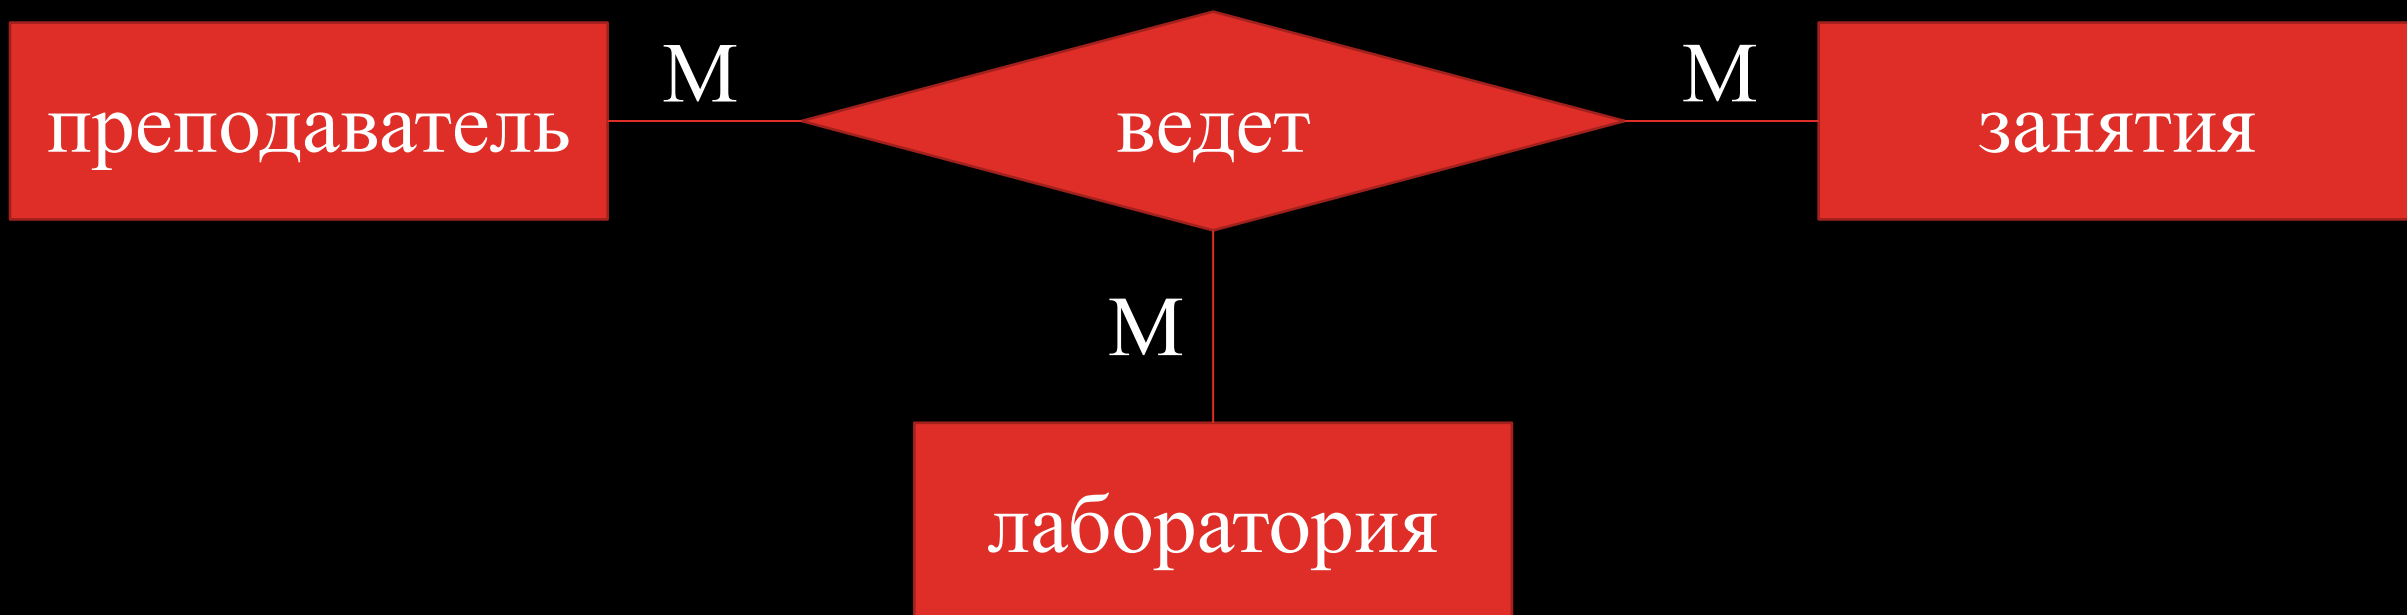 преподаватель
М
ведет
М
занятия
М
лаборатория